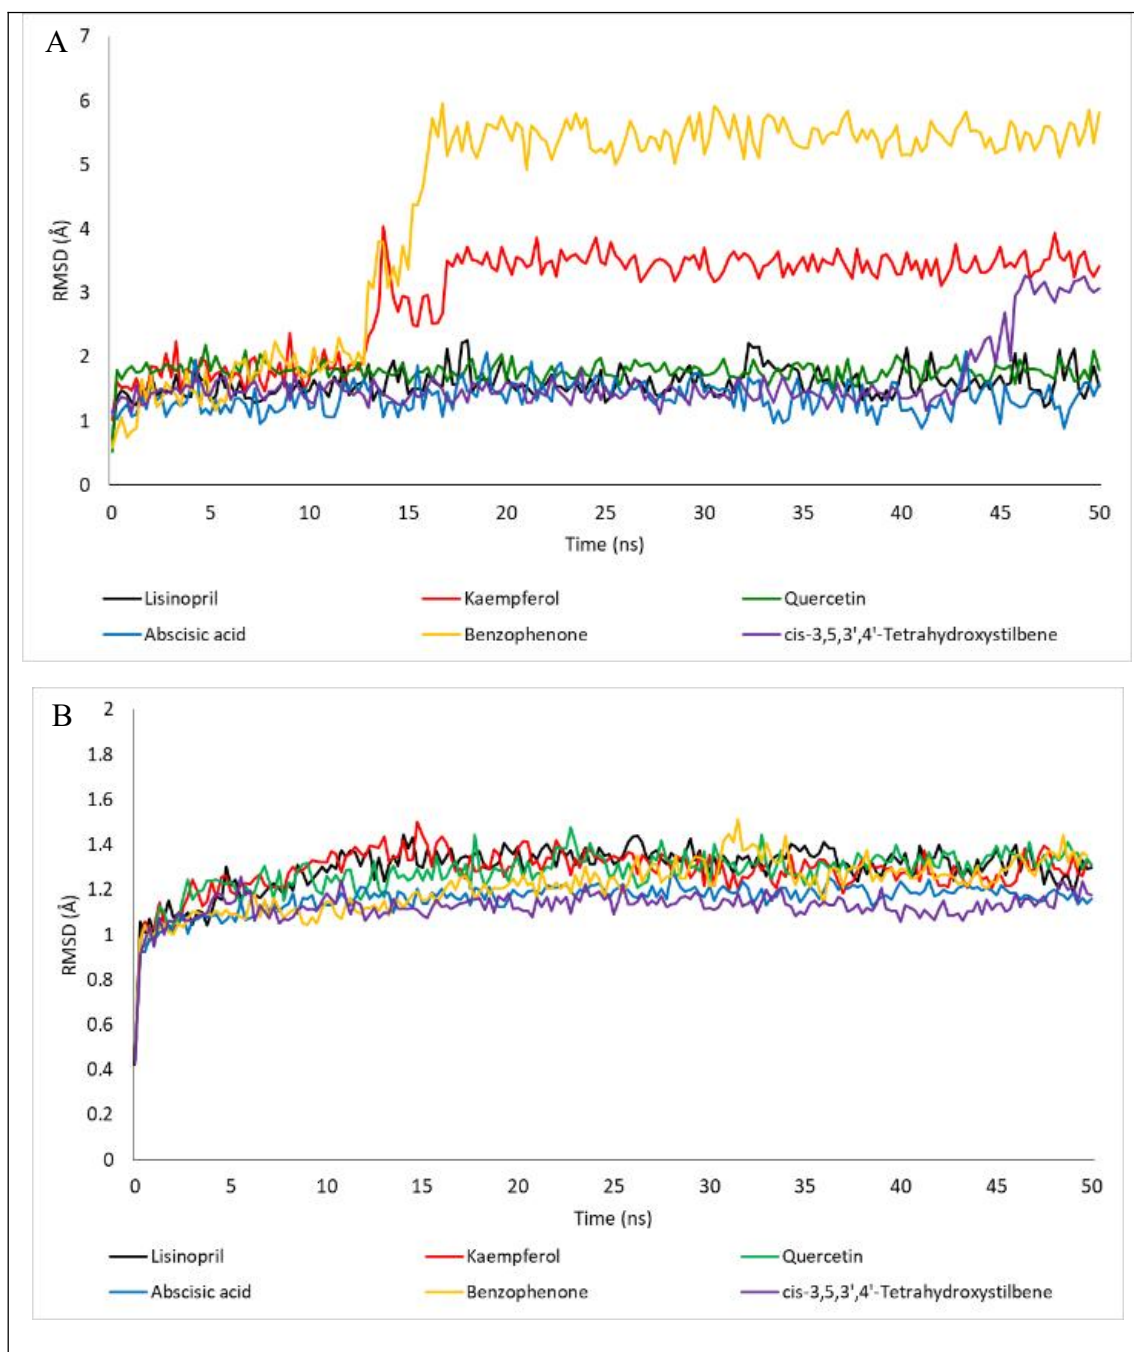 A
7
6
5
4
3
2
1
0
RMSD (Å)
0 5 10 15 20 25 30 35 40 45 50
Time (ns)
Lisinopril Kaempferol Quercetin
Abscisic acid Benzophenone cis-3,5,3',4'-Tetrahydroxystilbene
B
2
1.8
1.6
1.4
1.2
1
0.8
0.6
0.4
0.2
0
RMSD (Å)
0 5 10 15 20 25 30 35 40 45 50
Time (ns)
Lisinopril Kaempferol Quercetin
Abscisic acid Benzophenone cis-3,5,3',4'-Tetrahydroxystilbene